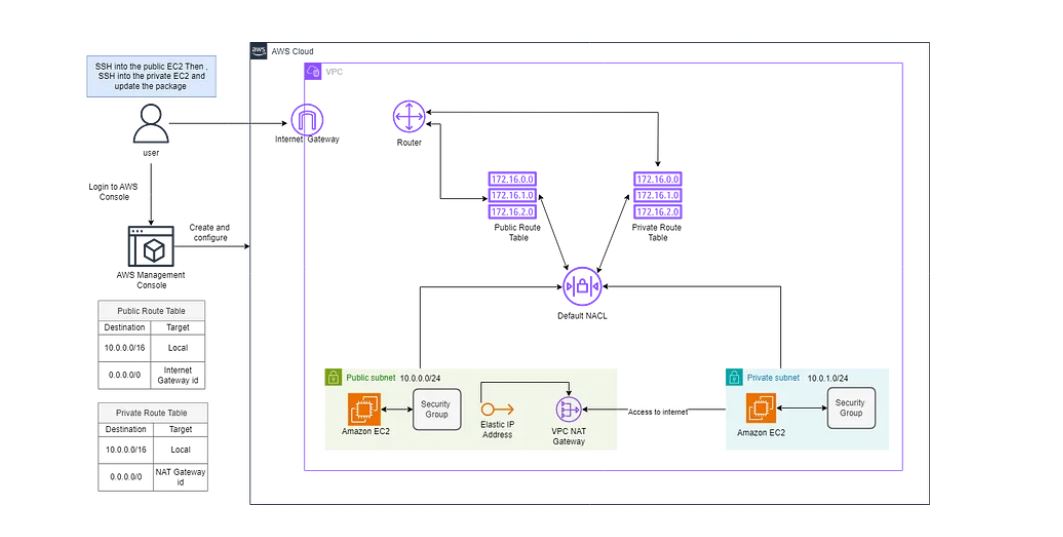 SSH into the public EC2 Then ,
SSH into the private EC2 and
update the package
user
Login to AWS
Console
Create and
configure
AWS Management
Console
Public Route Table
Destination Target
10.0.0.0/16 Local
0.0.0.0/0 Internet
Gateway id
Private Route Table
Destination Target
10.0.0.0/16 Local
0.0.0.0/0 NAT Gateway
id
aws
AWS Cloud
VPC
Internet Gateway
Router
172.16.0.0
172.16.1.0
172.16.2.0
Public Route
Table
172.16.0.0
172.16.1.0
172.16.2.0
Private Route
Table
Default NACL
Public subnet 10.0.0.0/24
Amazon EC2
Security
Group
Elastic IP
Address
VPC NAT
Gateway
Access to internet
Private subnet 10.0.1.0/24
Amazon EC2
Security
Group